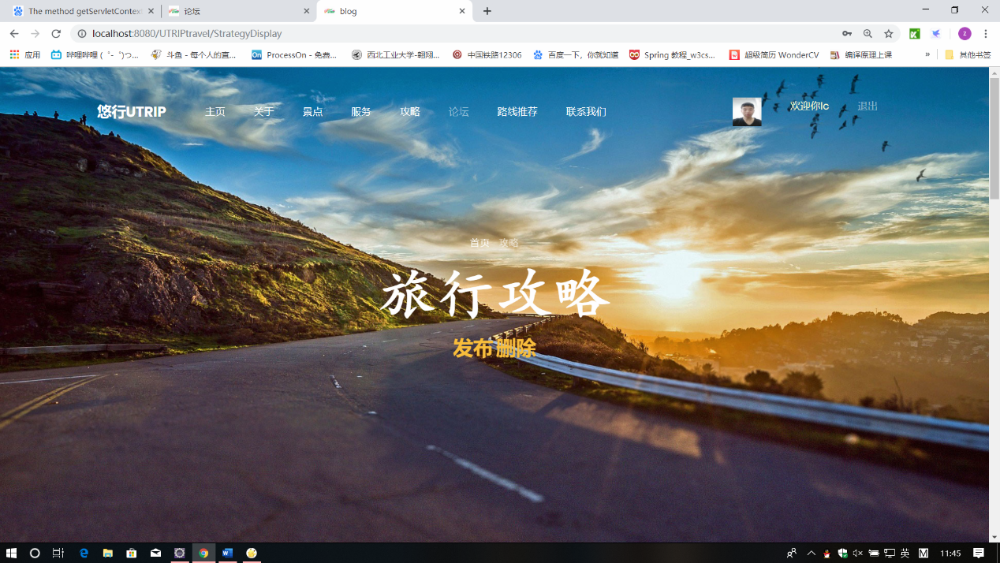 The method getServletContext
论坛
blog
localhost:8080/UTRIPtravel/StrategyDisplay
应用
哔哩哔哩 ( ゜- ゜)つ...
斗鱼 - 每个人的直...
ProcessOn - 免费...
西北工业大学-翱翔...
中国铁路12306
百度一下，你就知道
Spring 教程_w3cs...
超级简历 WonderCV
编译原理上课
»
其他书签
悠行UTRIP
主页
关于
景点
服务
攻略
论坛
路线推荐
联系我们
欢迎你lc
退出
首页 攻略
旅行攻略
发布 删除
英
M
11:45